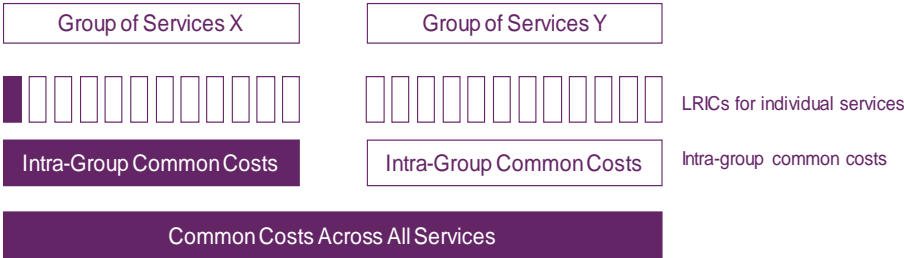 Group of Services X
Group of Services Y
LRICs for individual services
Intra-Group Common Costs
Intra-Group Common Costs
Intra-group common costs
Common Costs Across All Services